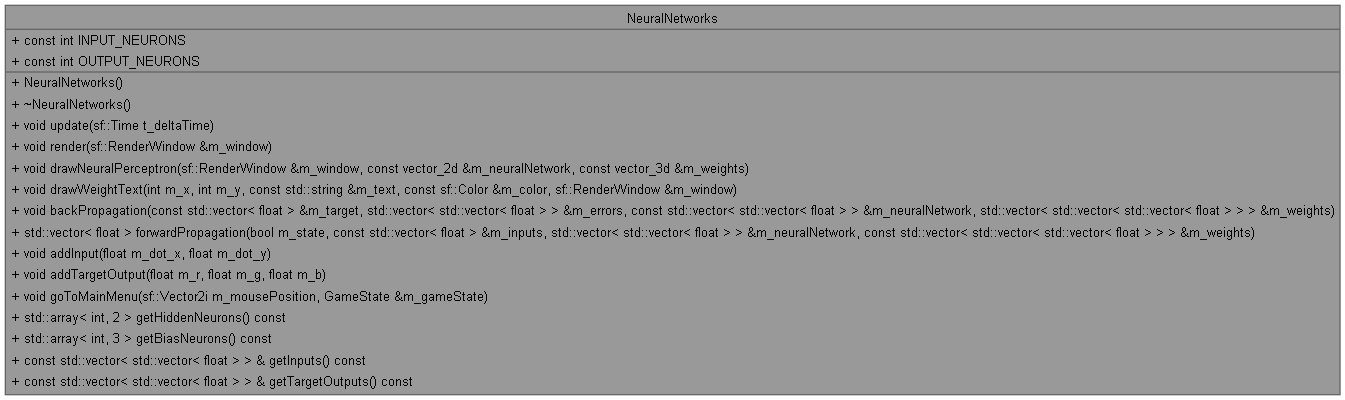 NeuralNetworks
+ const int INPUT_NEURONS
+ const int OUTPUT_NEURONS
+ NeuralNetworks()
+ ~NeuralNetworks()
+ void update(sf::Time t_deltaTime)
+ void render(sf::RenderWindow &m_window)
+ void drawNeuralPerceptron(sf::RenderWindow &m_window, const vector_2d &m_neuralNetwork, const vector_3d &m_weights)
+ void drawWeightText(int m_x, int m_y, const std::string &m_text, const sf::Color &m_color, sf::RenderWindow &m_window)
+ void backPropagation(const std::vector< float > &m_target, std::vector< std::vector< float > > &m_errors, const std::vector< std::vector< float > > &m_neuralNetwork, std::vector< std::vector< std::vector< float > > > &m_weights)
+ std::vector< float > forwardPropagation(bool m_state, const std::vector< float > &m_inputs, std::vector< std::vector< float > > &m_neuralNetwork, const std::vector< std::vector< std::vector< float > > > &m_weights)
+ void addInput(float m_dot_x, float m_dot_y)
+ void addTargetOutput(float m_r, float m_g, float m_b)
+ void goToMainMenu(sf::Vector2i m_mousePosition, GameState &m_gameState)
+ std::array< int, 2 > getHiddenNeurons() const
+ std::array< int, 3 > getBiasNeurons() const
+ const std::vector< std::vector< float > > & getInputs() const
+ const std::vector< std::vector< float > > & getTargetOutputs() const